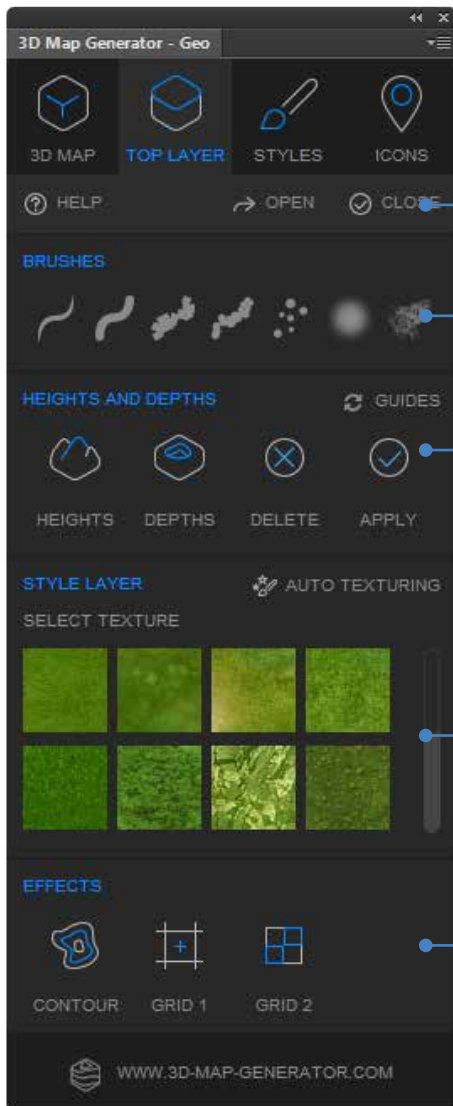 3D Map Generator - Geo
3D MAP TOP LAYER STYLES ICONS
HELP OPEN CLOSE
BRUSHES
HEIGHTS AND DEPTHS GUIDES
HEIGHTS DEPTHS DELETE APPLY
STYLE LAYER AUTO TEXTURING
SELECT TEXTURE
EFFECTS
CONTOUR GRID 1 GRID 2
WWW.3D-MAP-GENERATOR.COM